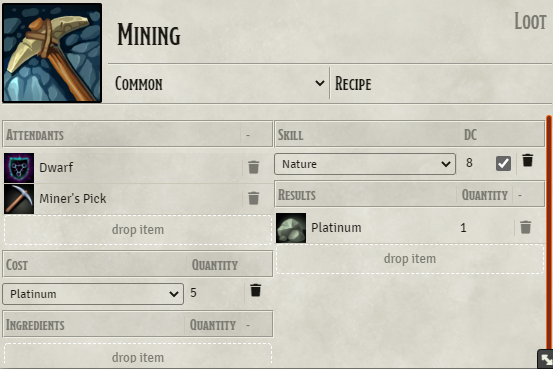 Mining
Loot
Common
Recipe
Attendants -
Dwarf
Miner's Pick
drop item
Cost Quantity
Platinum 5
Ingredients Quantity -
drop item
Skill DC
Nature 8
Results Quantity -
Platinum 1
drop item